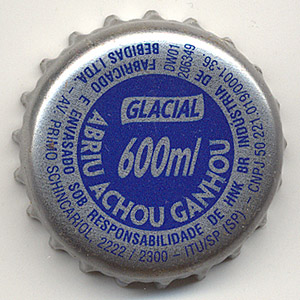 GLACIAL
600ml
ABRIU ACHOU GANHOU
FABRICADO E ENVASADO SOB RESPONSABILIDADE DE HNK BR INDÚSTRIA DE BEBIDAS LTDA.
AV. PRIMO SCHINCARIOL, 2222 / 2300 - ITU/SP (SP) - CNPJ 50.221.019/0001-36
DW01
206349